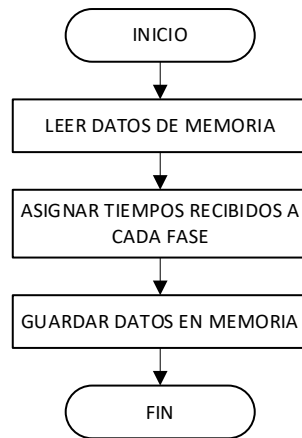 INICIO
LEER DATOS DE MEMORIA
ASIGNAR TIEMPOS RECIBIDOS A
CADA FASE
GUARDAR DATOS EN MEMORIA
FIN